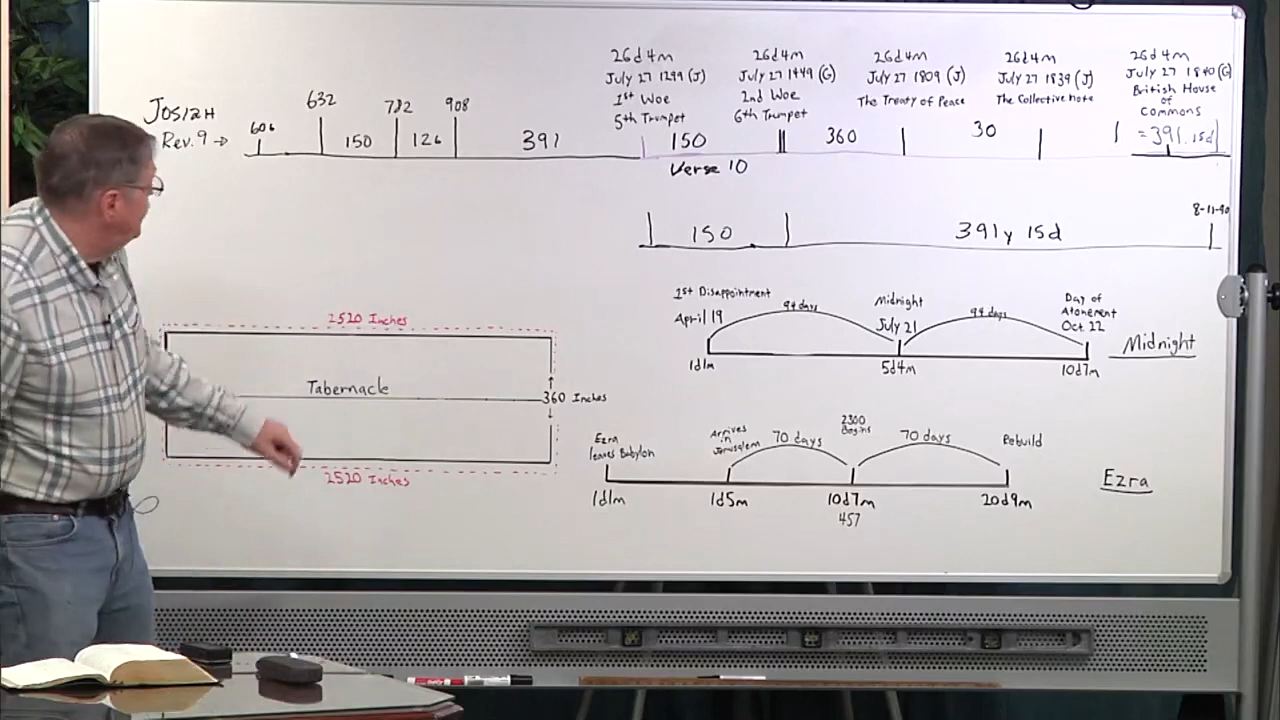 JOSIAH
Rev. 9 →
606
632
150
782
126
908
391
26d4m
July 27 1299 (J)
1st Woe
5th Trumpet
150
Verse 10
26d4m
July 27 1449 (G)
2nd Woe
6th Trumpet
360
26d4m
July 27 1809 (J)
The Treaty of Peace
30
26d4m
July 27 1839 (J)
The Collective note
26d4m
July 27 1840 (G)
British House
of
Commons
= 391. 15d
150
391y 15d
8-11-40
2520 Inches
Tabernacle
360 Inches
2520 Inches
1st Disappointment
April 19
1d1m
94 days
Midnight
July 21
5d4m
94 days
Day of
Atonement
Oct 22
10d7m
Midnight
Ezra
leaves Babylon
1d1m
Arrives
in
Jerusalem
1d5m
70 days
2300
Begins
10d7m
457
70 days
Rebuild
20d9m
Ezra